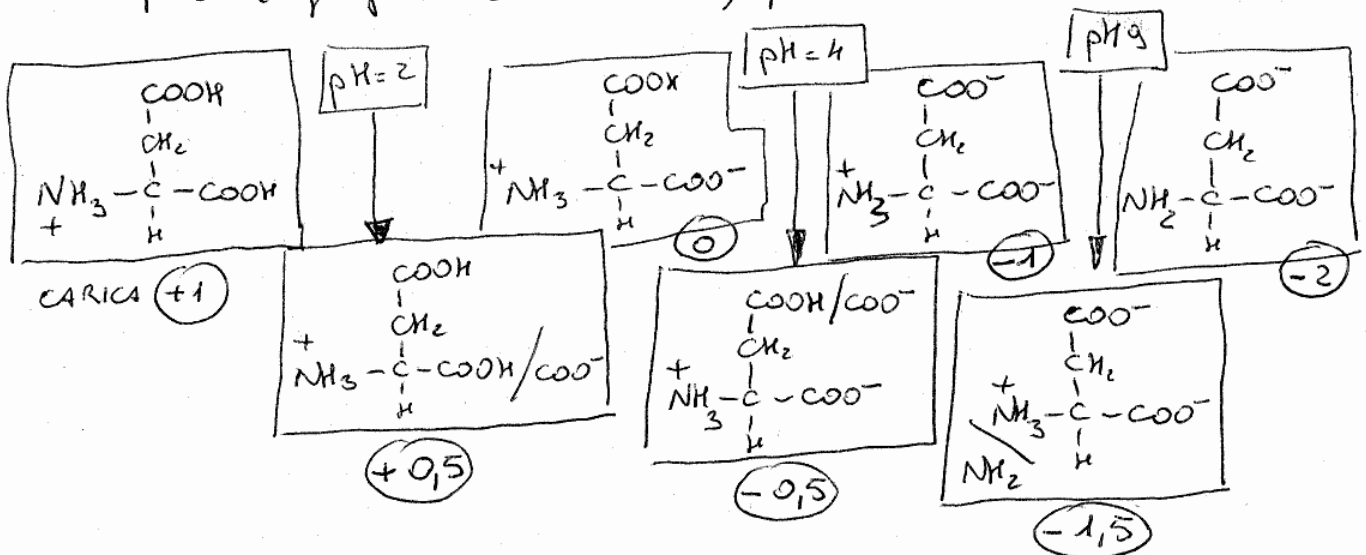 pH=2
pH=4
pH 9
COOH
CH2
NH3-C-COOH
+
H
CARICA +1
COOH
CH2
+
NH3-C-COO-
H
0
COO-
CH2
+
NH3-C-COO-
H
-1
COO-
CH2
NH2-C-COO-
H
-2
COOH
CH2
+
NH3-C-COOH/COO-
H
+0,5
COOH/COO-
CH2
+
NH3-C-COO-
H
-0,5
COO-
CH2
+
NH3-C-COO-
NH2
H
-1,5